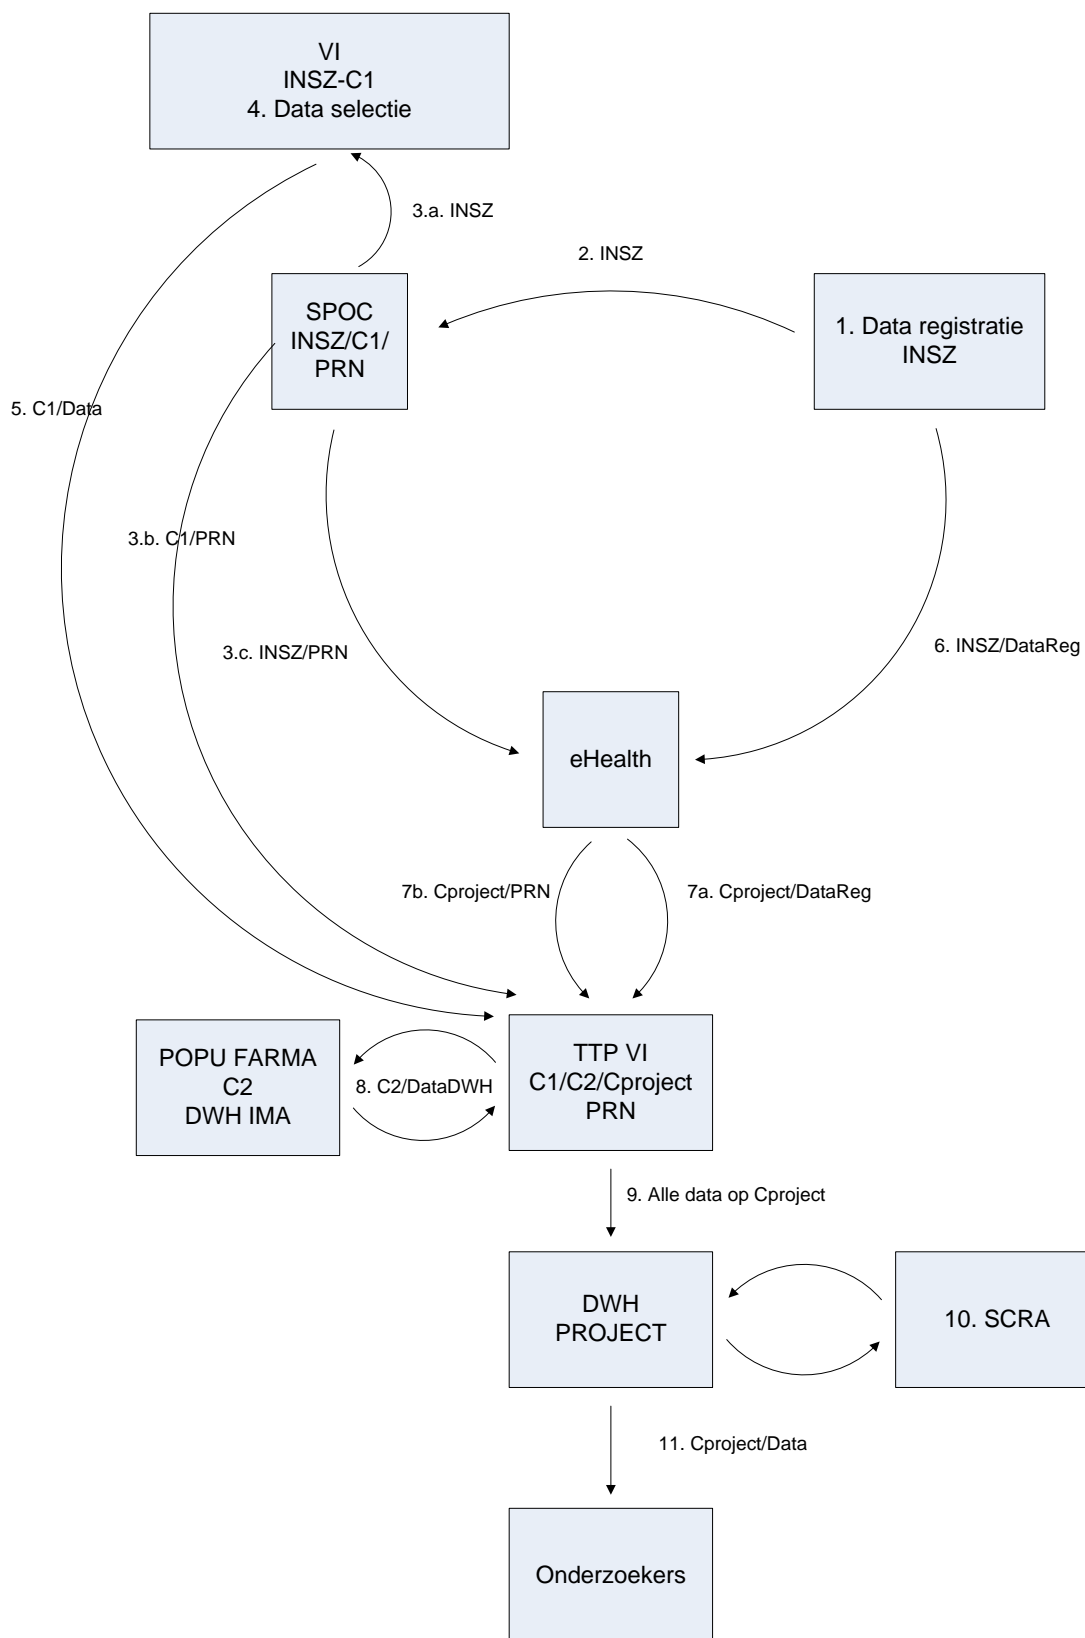 VI
INSZ-C1
4. Data selectie
3.a. INSZ
2. INSZ
SPOC
INSZ/C1/
PRN
1. Data registratie
INSZ
5. C1/Data
3.b. C1/PRN
3.c. INSZ/PRN
6. INSZ/DataReg
eHealth
7b. Cproject/PRN
7a. Cproject/DataReg
POPU FARMA
C2
DWH IMA
8. C2/DataDWH
TTP VI
C1/C2/Cproject
PRN
9. Alle data op Cproject
DWH
PROJECT
10. SCRA
11. Cproject/Data
Onderzoekers